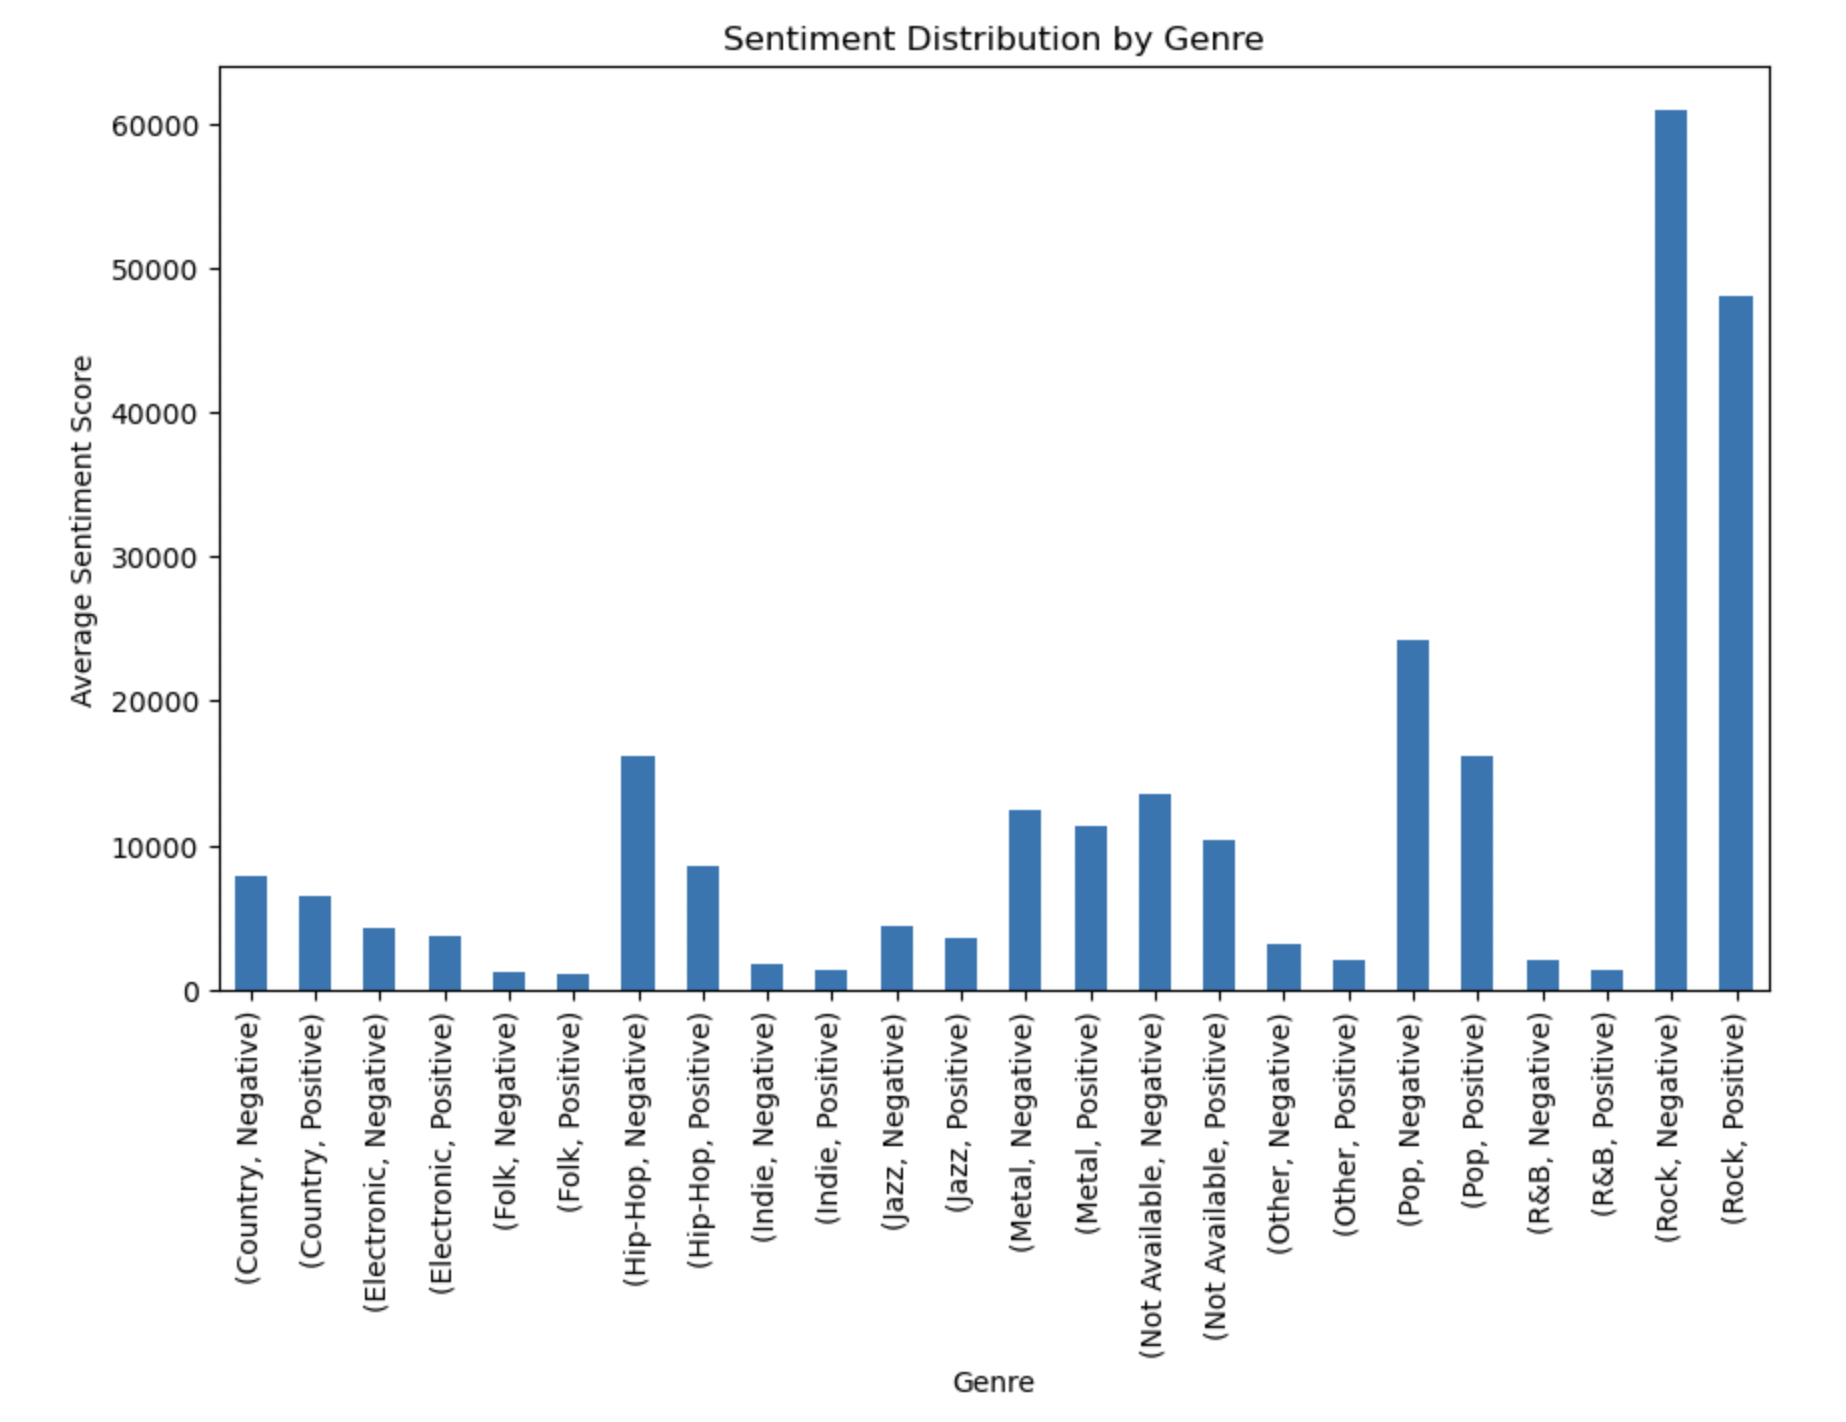 Sentiment Distribution by Genre
Average Sentiment Score
60000
50000
40000
30000
20000
10000
0
(Country, Negative)
(Country, Positive)
(Electronic, Negative)
(Electronic, Positive)
(Folk, Negative)
(Folk, Positive)
(Hip-Hop, Negative)
(Hip-Hop, Positive)
(Indie, Negative)
(Indie, Positive)
(Jazz, Negative)
(Jazz, Positive)
(Metal, Negative)
(Metal, Positive)
(Not Available, Negative)
(Not Available, Positive)
(Other, Negative)
(Other, Positive)
(Pop, Negative)
(Pop, Positive)
(R&B, Negative)
(R&B, Positive)
(Rock, Negative)
(Rock, Positive)
Genre